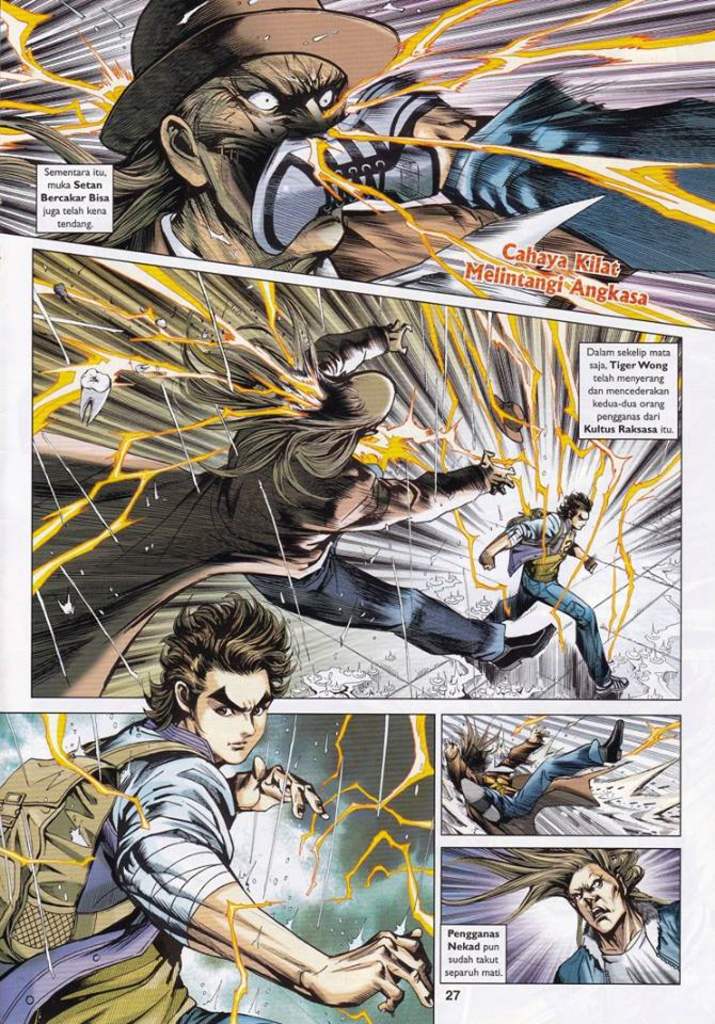 Sementara itu,
muka Setan
Bercakar Bisa
juga telah kena
tendang.
Cahaya Kilat
Melintangi Angkasa
Dalam sekelip mata
saja, Tiger Wong
telah menyerang
dan mencederakan
kedua-dua orang
pengganas dari
Kultus Raksasa itu.
Pengganas
Nekad pun
sudah takut
separuh mati.
27